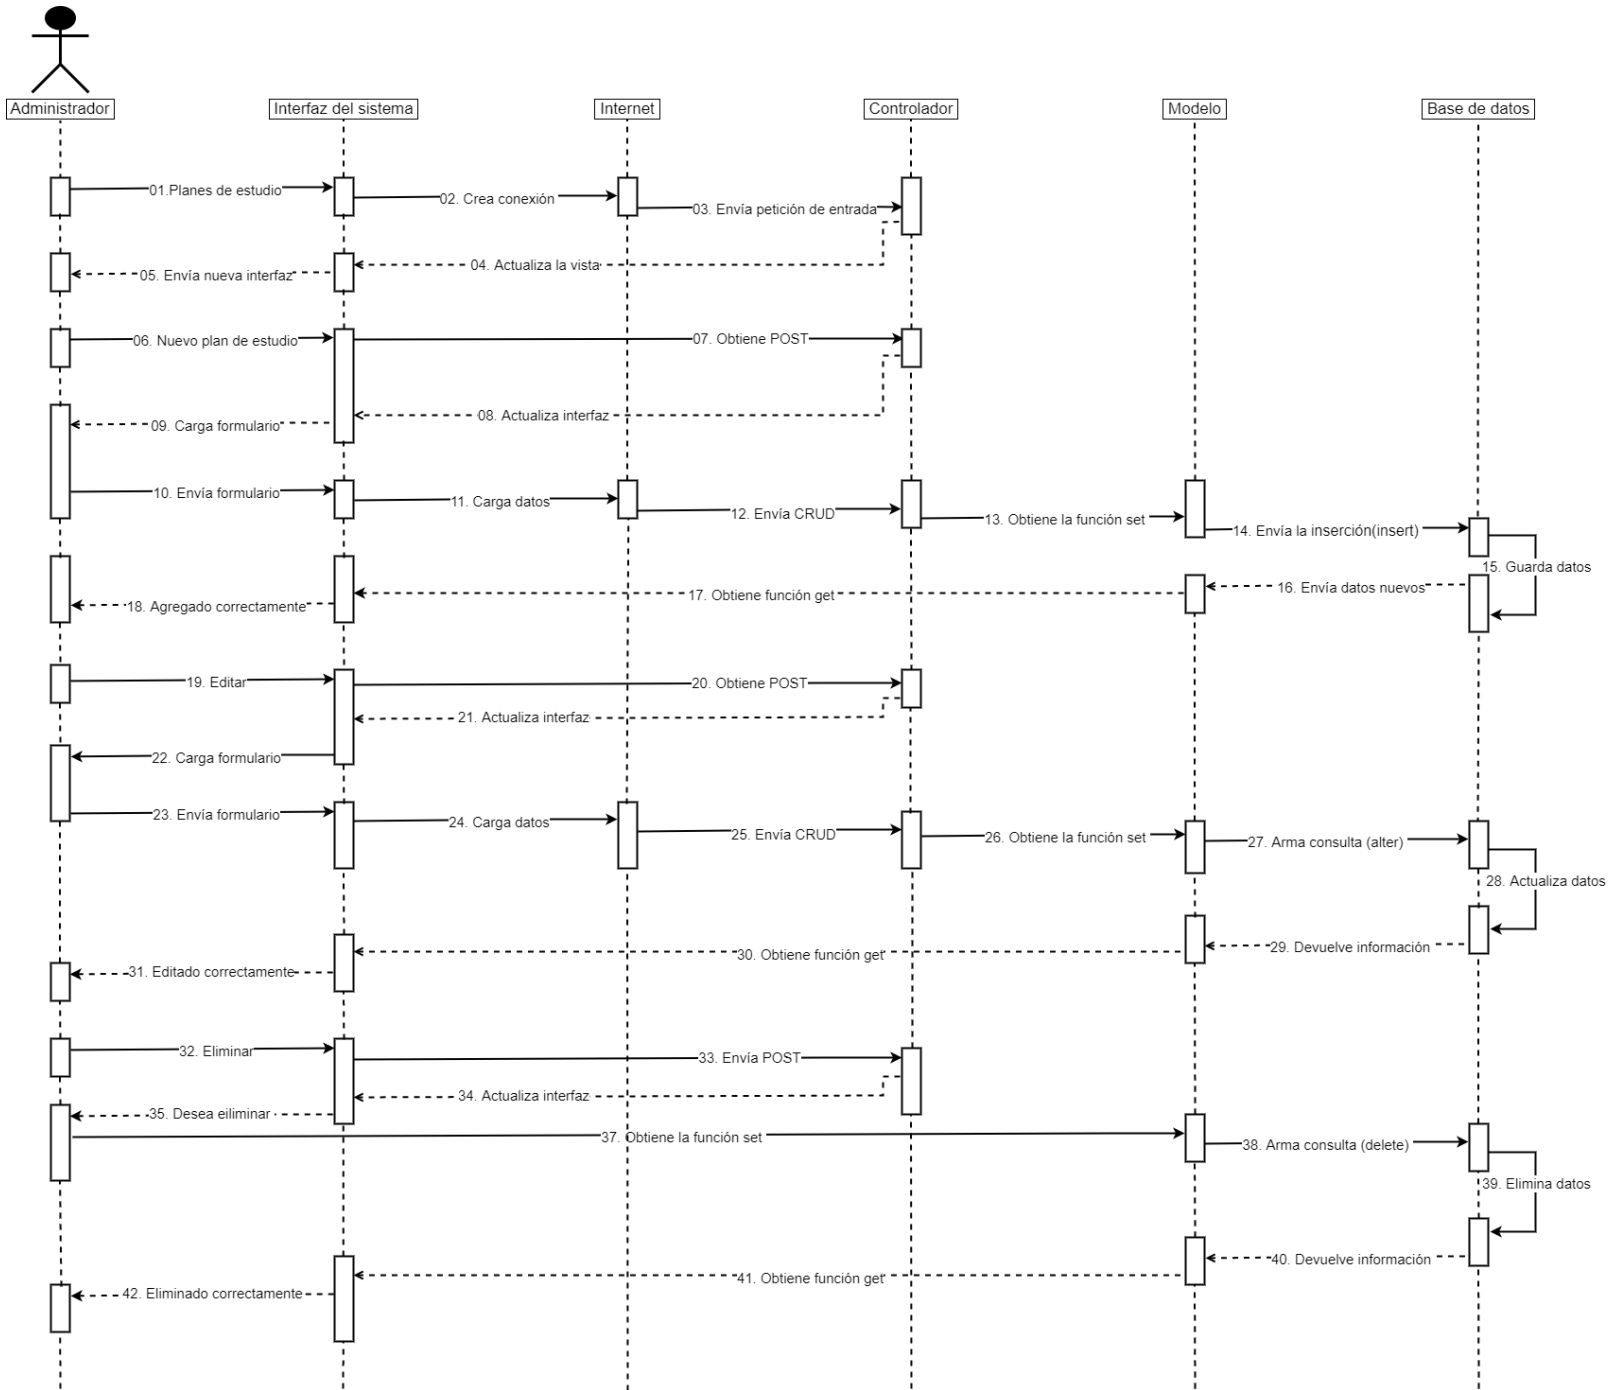 Administrador
Interfaz del sistema
Internet
Controlador
Modelo
Base de datos
01.Planes de estudio
02. Crea conexión
03. Envía petición de entrada
04. Actualiza la vista
05. Envía nueva interfaz
06. Nuevo plan de estudio
07. Obtiene POST
08. Actualiza interfaz
09. Carga formulario
10. Envía formulario
11. Carga datos
12. Envía CRUD
13. Obtiene la función set
14. Envía la inserción(insert)
15. Guarda datos
16. Envía datos nuevos
17. Obtiene función get
18. Agregado correctamente
19. Editar
20. Obtiene POST
21. Actualiza interfaz
22. Carga formulario
23. Envía formulario
24. Carga datos
25. Envía CRUD
26. Obtiene la función set
27. Arma consulta (alter)
28. Actualiza datos
29. Devuelve información
30. Obtiene función get
31. Editado correctamente
32. Eliminar
33. Envía POST
34. Actualiza interfaz
35. Desea eiliminar
37. Obtiene la función set
38. Arma consulta (delete)
39. Elimina datos
40. Devuelve información
41. Obtiene función get
42. Eliminado correctamente